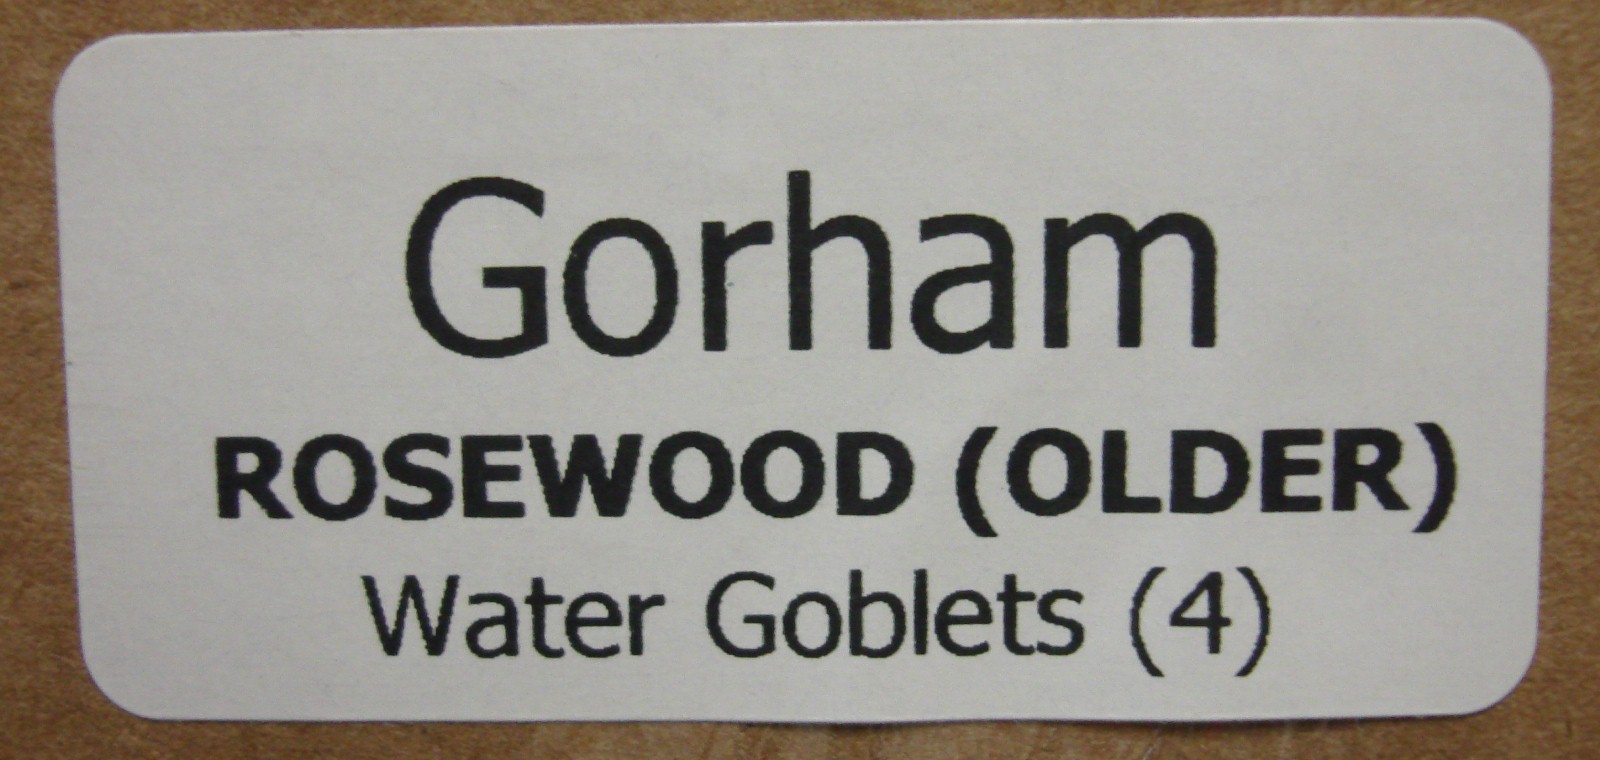 Gorham
ROSEWOOD (OLDER)
Water Goblets (4)